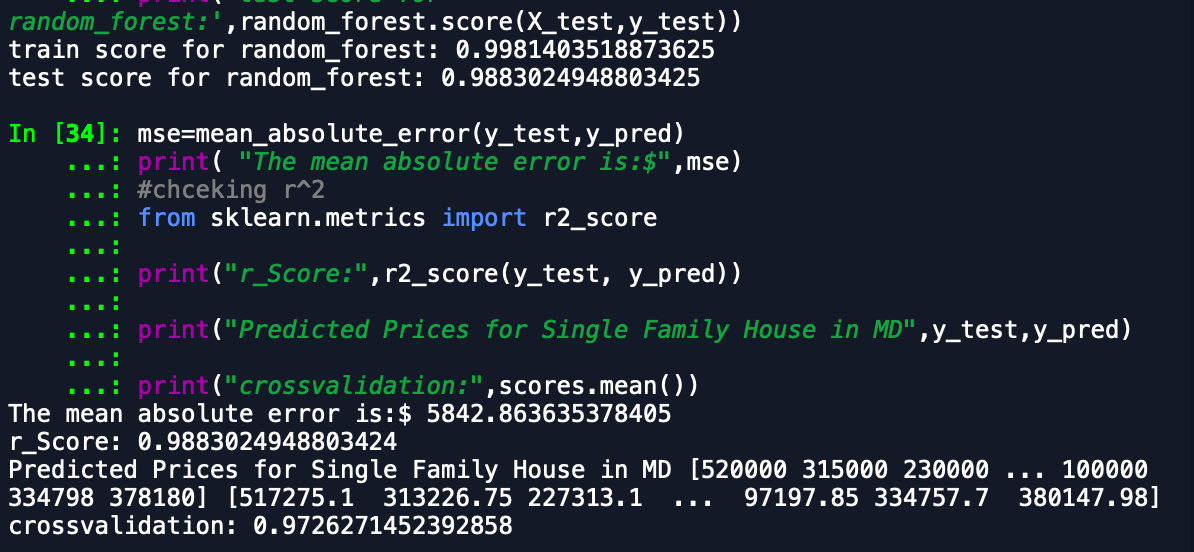 ...: print( 'test score for
random_forest:',random_forest.score(X_test,y_test))
train score for random_forest: 0.9981403518873625
test score for random_forest: 0.9883024948803425
In [34]: mse=mean_absolute_error(y_test,y_pred)
...: print( "The mean absolute error is:$",mse)
...: #chceking r^2
...: from sklearn.metrics import r2_score
...:
...: print("r_Score:",r2_score(y_test, y_pred))
...:
...: print("Predicted Prices for Single Family House in MD",y_test,y_pred)
...:
...: print("crossvalidation:",scores.mean())
The mean absolute error is:$ 5842.863635378405
r_Score: 0.9883024948803424
Predicted Prices for Single Family House in MD [520000 315000 230000 ... 100000
334798 378180] [517275.1  313226.75 227313.1  ...  97197.85 334757.7  380147.98]
crossvalidation: 0.9726271452392858